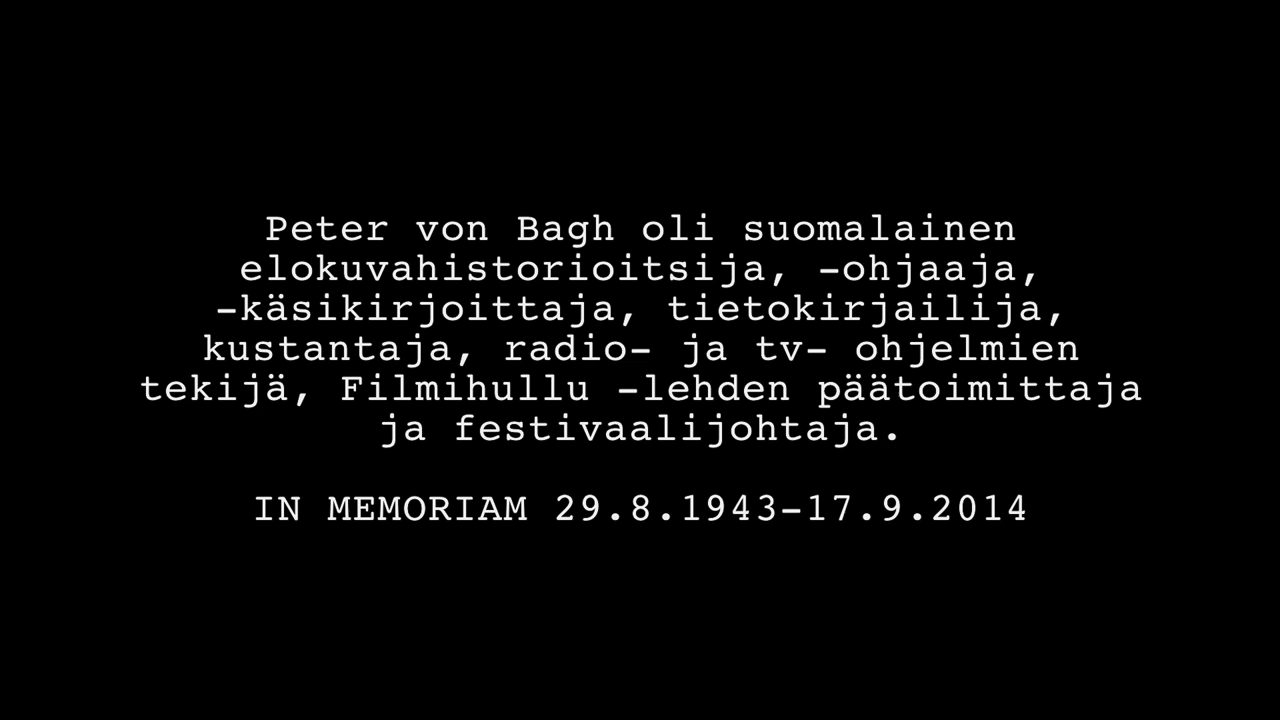 Peter von Bagh oli suomalainen
elokuvahistorioitsija, -ohjaaja,
-käsikirjoittaja, tietokirjailija,
kustantaja, radio- ja tv- ohjelmien
tekijä, Filmihullu -lehden päätoimittaja
ja festivaalijohtaja.
IN MEMORIAM 29.8.1943-17.9.2014